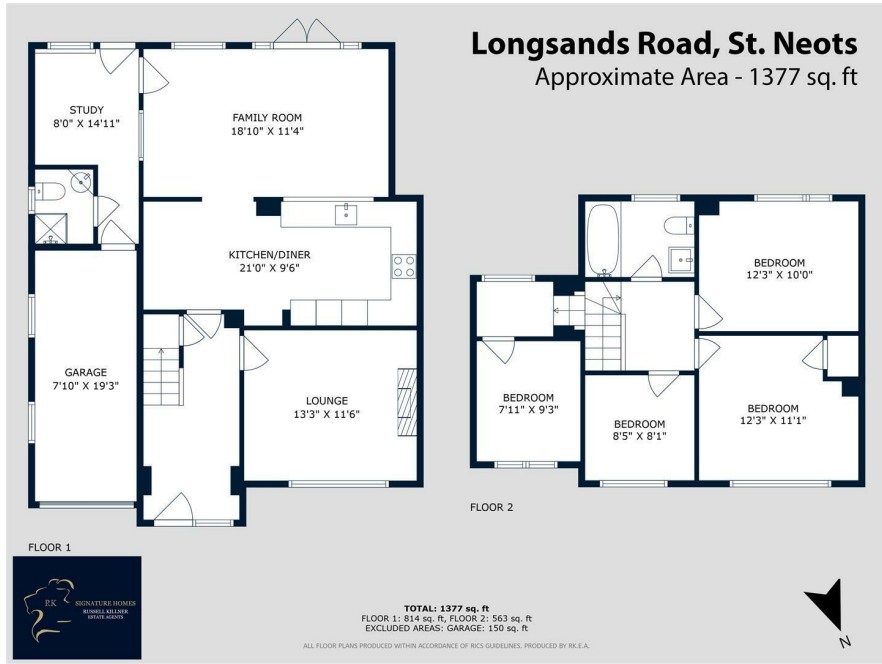 Longsands Road, St. Neots
Approximate Area - 1377 sq. ft
STUDY
8'0" X 14'11"
FAMILY ROOM
18'10" X 11'4"
KITCHEN/DINER
21'0" X 9'6"
GARAGE
7'10" X 19'3"
LOUNGE
13'3" X 11'6"
FLOOR 1
BEDROOM
12'3" X 10'0"
BEDROOM
7'11" X 9'3"
BEDROOM
8'5" X 8'1"
BEDROOM
12'3" X 11'1"
FLOOR 2
RK
SIGNATURE HOMES
RUSSELL KILLNER
ESTATE AGENTS
TOTAL: 1377 sq. ft
FLOOR 1: 814 sq. ft, FLOOR 2: 563 sq. ft
EXCLUDED AREAS: GARAGE: 150 sq. ft
ALL FLOOR PLANS PRODUCED WITHIN ACCORDANCE OF RICS GUIDELINES. PRODUCED BY RK.E.A.
N